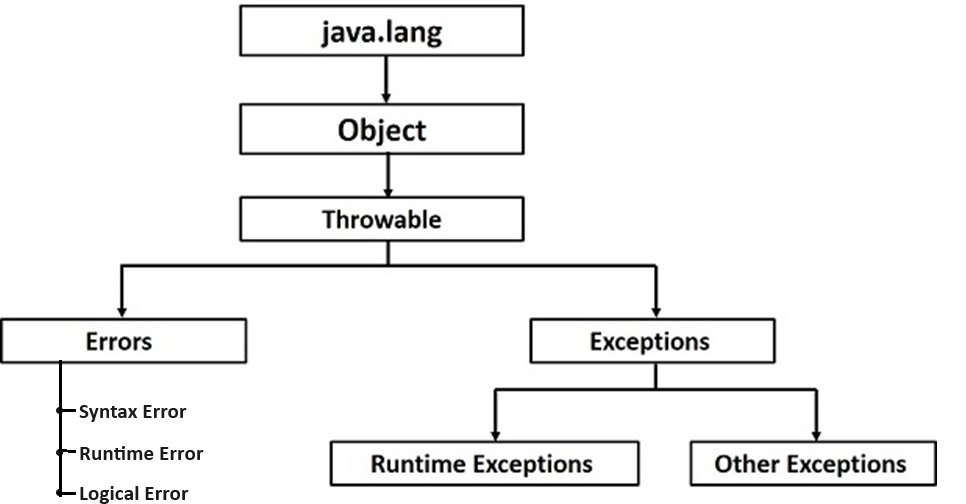 java.lang
Object
Throwable
Errors
Exceptions
Syntax Error
Runtime Error
Logical Error
Runtime Exceptions
Other Exceptions